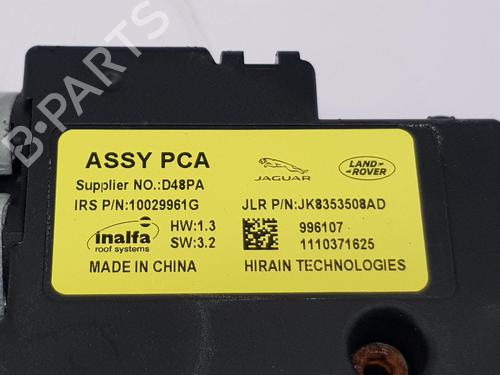 B-PARTS
ASSY PCA
JAGUAR
LAND ROVER
Supplier NO.:D48PA
IRS P/N:10029961G
JLR P/N:JK8353508AD
inalfa
roof systems
HW:1.3
SW:3.2
996107
1110371625
MADE IN CHINA
HIRAIN TECHNOLOGIES